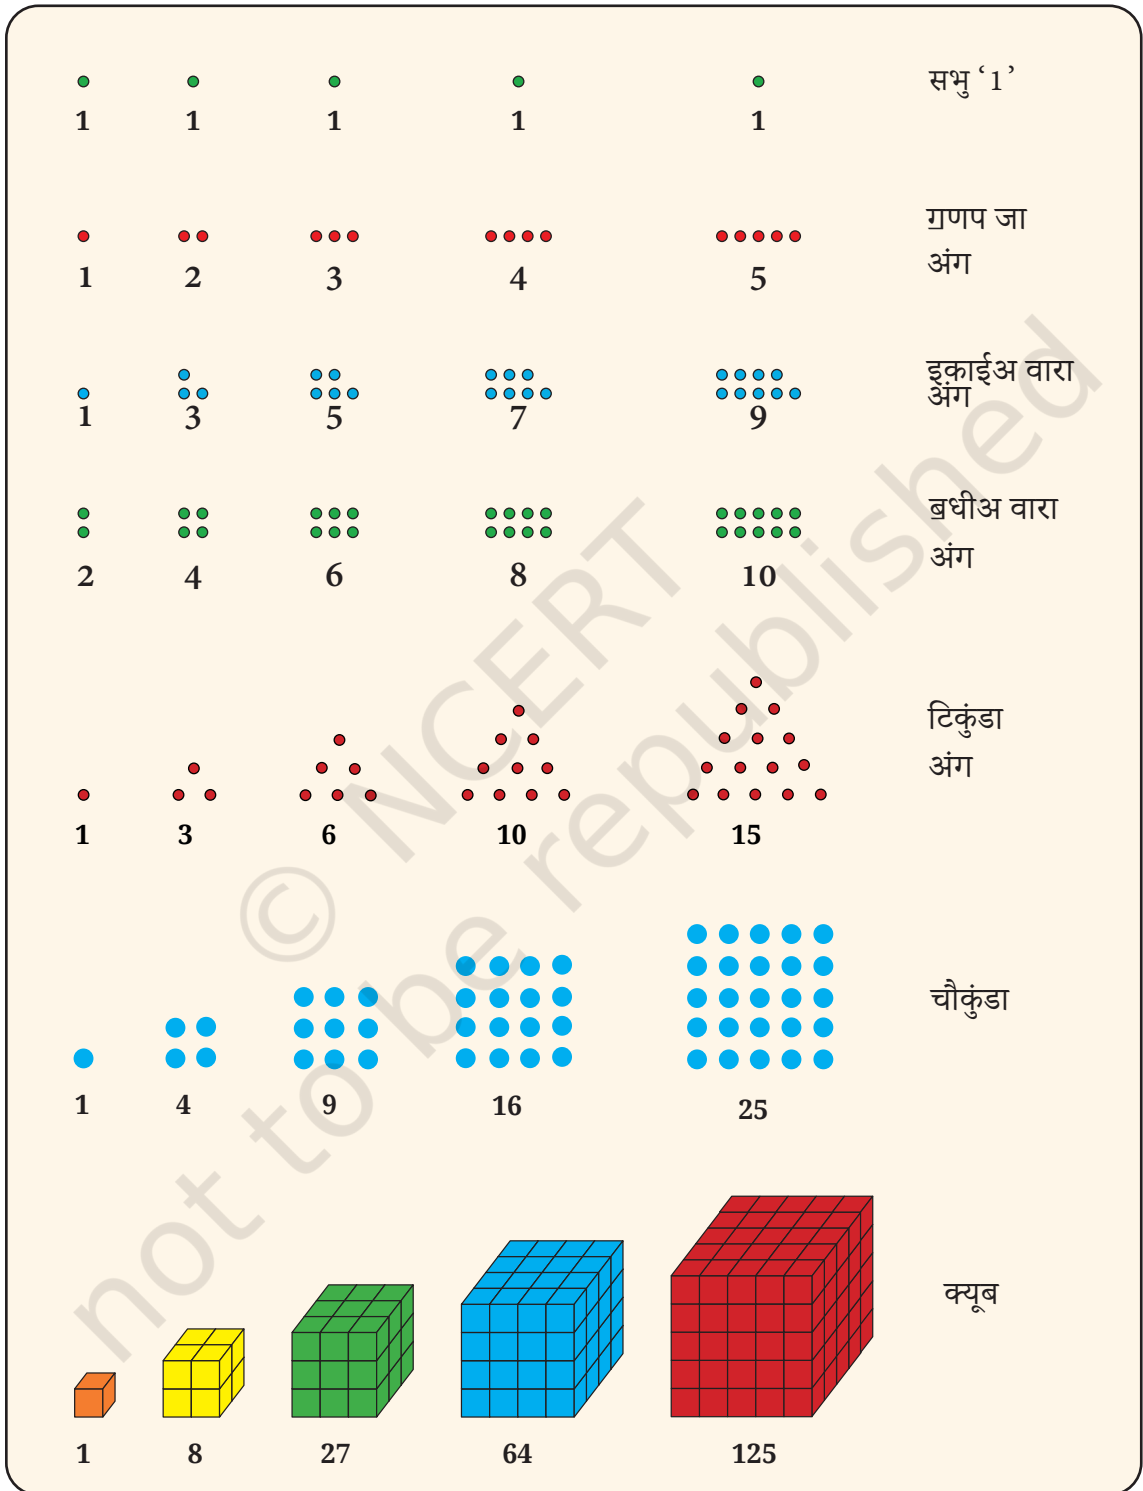 सभु ‘1’
1 1 1 1 1
ॻणप जा
अंग
1 2 3 4 5
इकाईअ वारा
अंग
1 3 5 7 9
ॿधीअ वारा
अंग
2 4 6 8 10
टिकुंडा
अंग
1 3 6 10 15
चौकुंडा
1 4 9 16 25
क्यूब
1 8 27 64 125
© NCERT
not to be republished